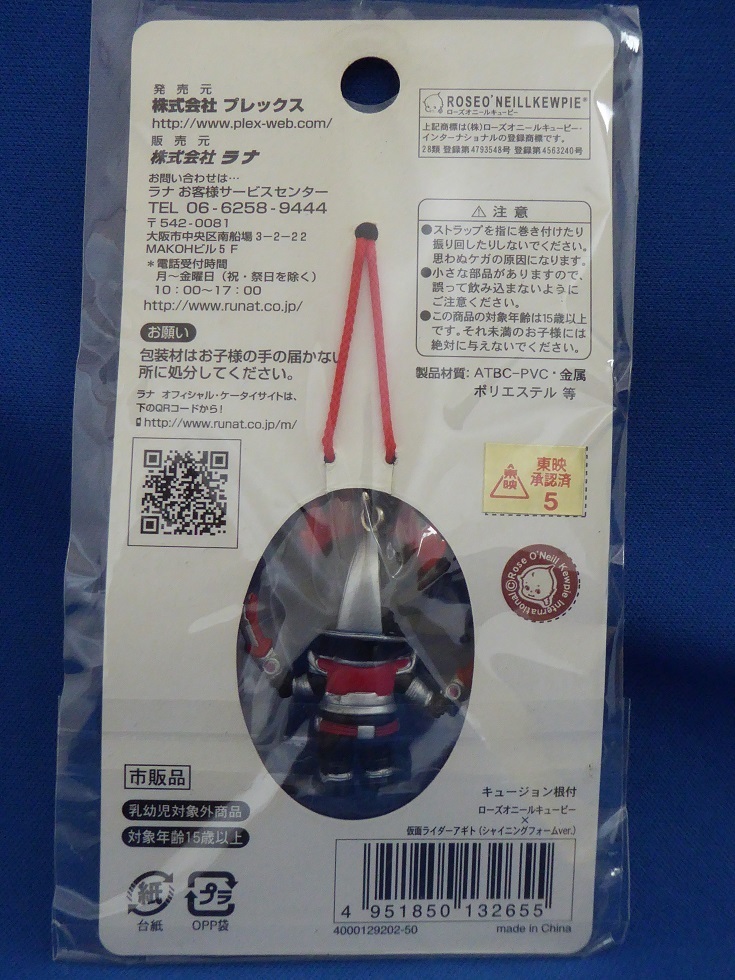 発売元
株式会社 プレックス
http://www.plex-web.com/
販売元
株式会社 ラナ
お問い合わせは…
ラナ お客様サービスセンター
TEL 06-6258-9444
〒542-0081
大阪市中央区南船場3-2-22
MAKOHビル5F
＊電話受付時間
月〜金曜日（祝・祭日を除く）
10：00〜17：00
http://www.runat.co.jp/
お願い
包装材はお子様の手の届かない
所に処分してください。
ラナ オフィシャル・ケータイサイトは、
下のQRコードから!
http://www.runat.co.jp/m/
ROSEO'NEILLKEWPIE®
ローズオニールキューピー
上記商標は(株)ローズオニールキューピー・
インターナショナルの登録商標です。
28類 登録第4793548号 登録第4563240号
⚠ 注意
●ストラップを指に巻き付けたり
振り回したりしないでください。
思わぬケガの原因になります。
●小さな部品がありますので、
誤って飲み込まないように
ご注意ください。
●この商品の対象年齢は15歳以上
です。それ未満のお子様には
絶対に与えないでください。
製品材質: ATBC-PVC・金属
ポリエステル 等
東映
東映
承認済
5
©Rose O'Neill Kewpie International
市販品
乳幼児対象外商品
対象年齢15歳以上
紙
台紙
プラ
OPP袋
キュージョン根付
ローズオニールキューピー
×
仮面ライダーアギト（シャイニングフォームver.）
4 951850 132655
4000129202-50
made in China